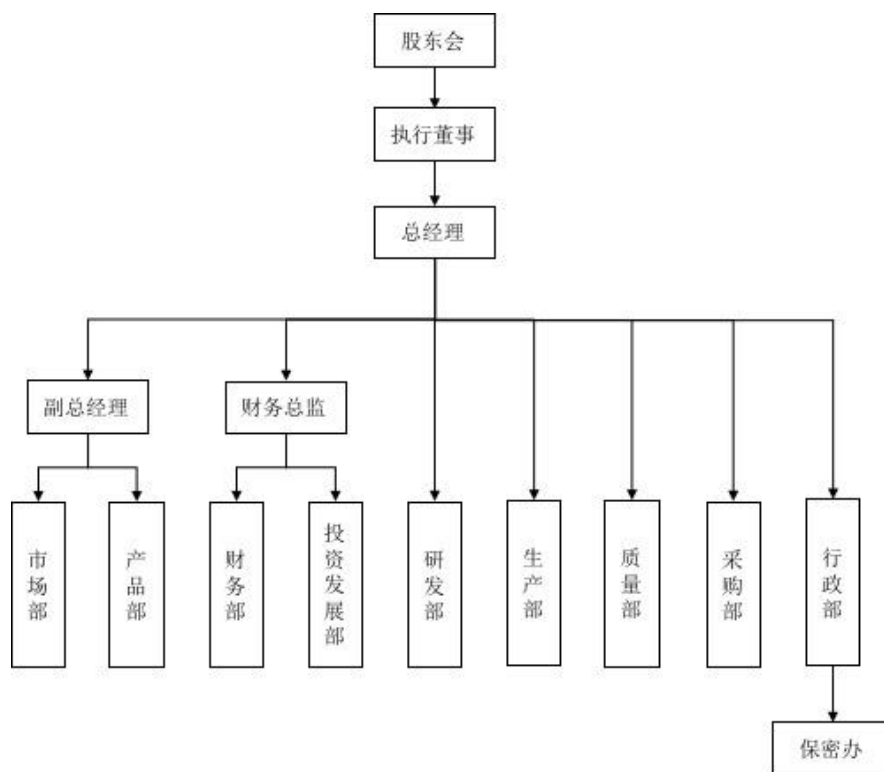 股东会
执行董事
总经理
副总经理
财务总监
市场部
产品部
财务部
投资发展部
研发部
生产部
质量部
采购部
行政部
保密办